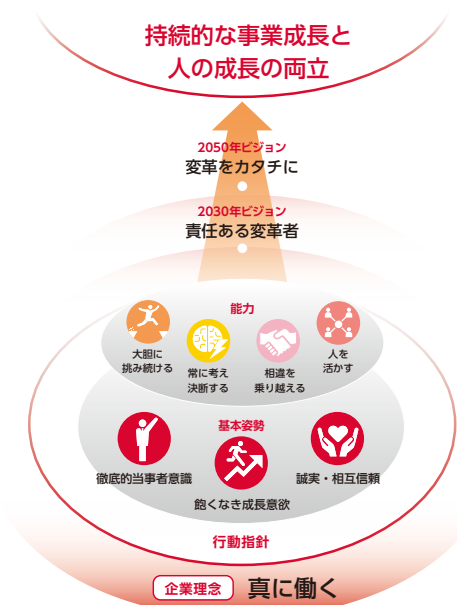 持続的な事業成長と
人の成長の両立
2050年ビジョン
変革をカタチに
2030年ビジョン
責任ある変革者
能力
大胆に
挑み続ける
常に考え
決断する
相違を
乗り越える
人を
活かす
基本姿勢
徹底的当事者意識
飽くなき成長意欲
誠実・相互信頼
行動指針
企業理念 真に働く